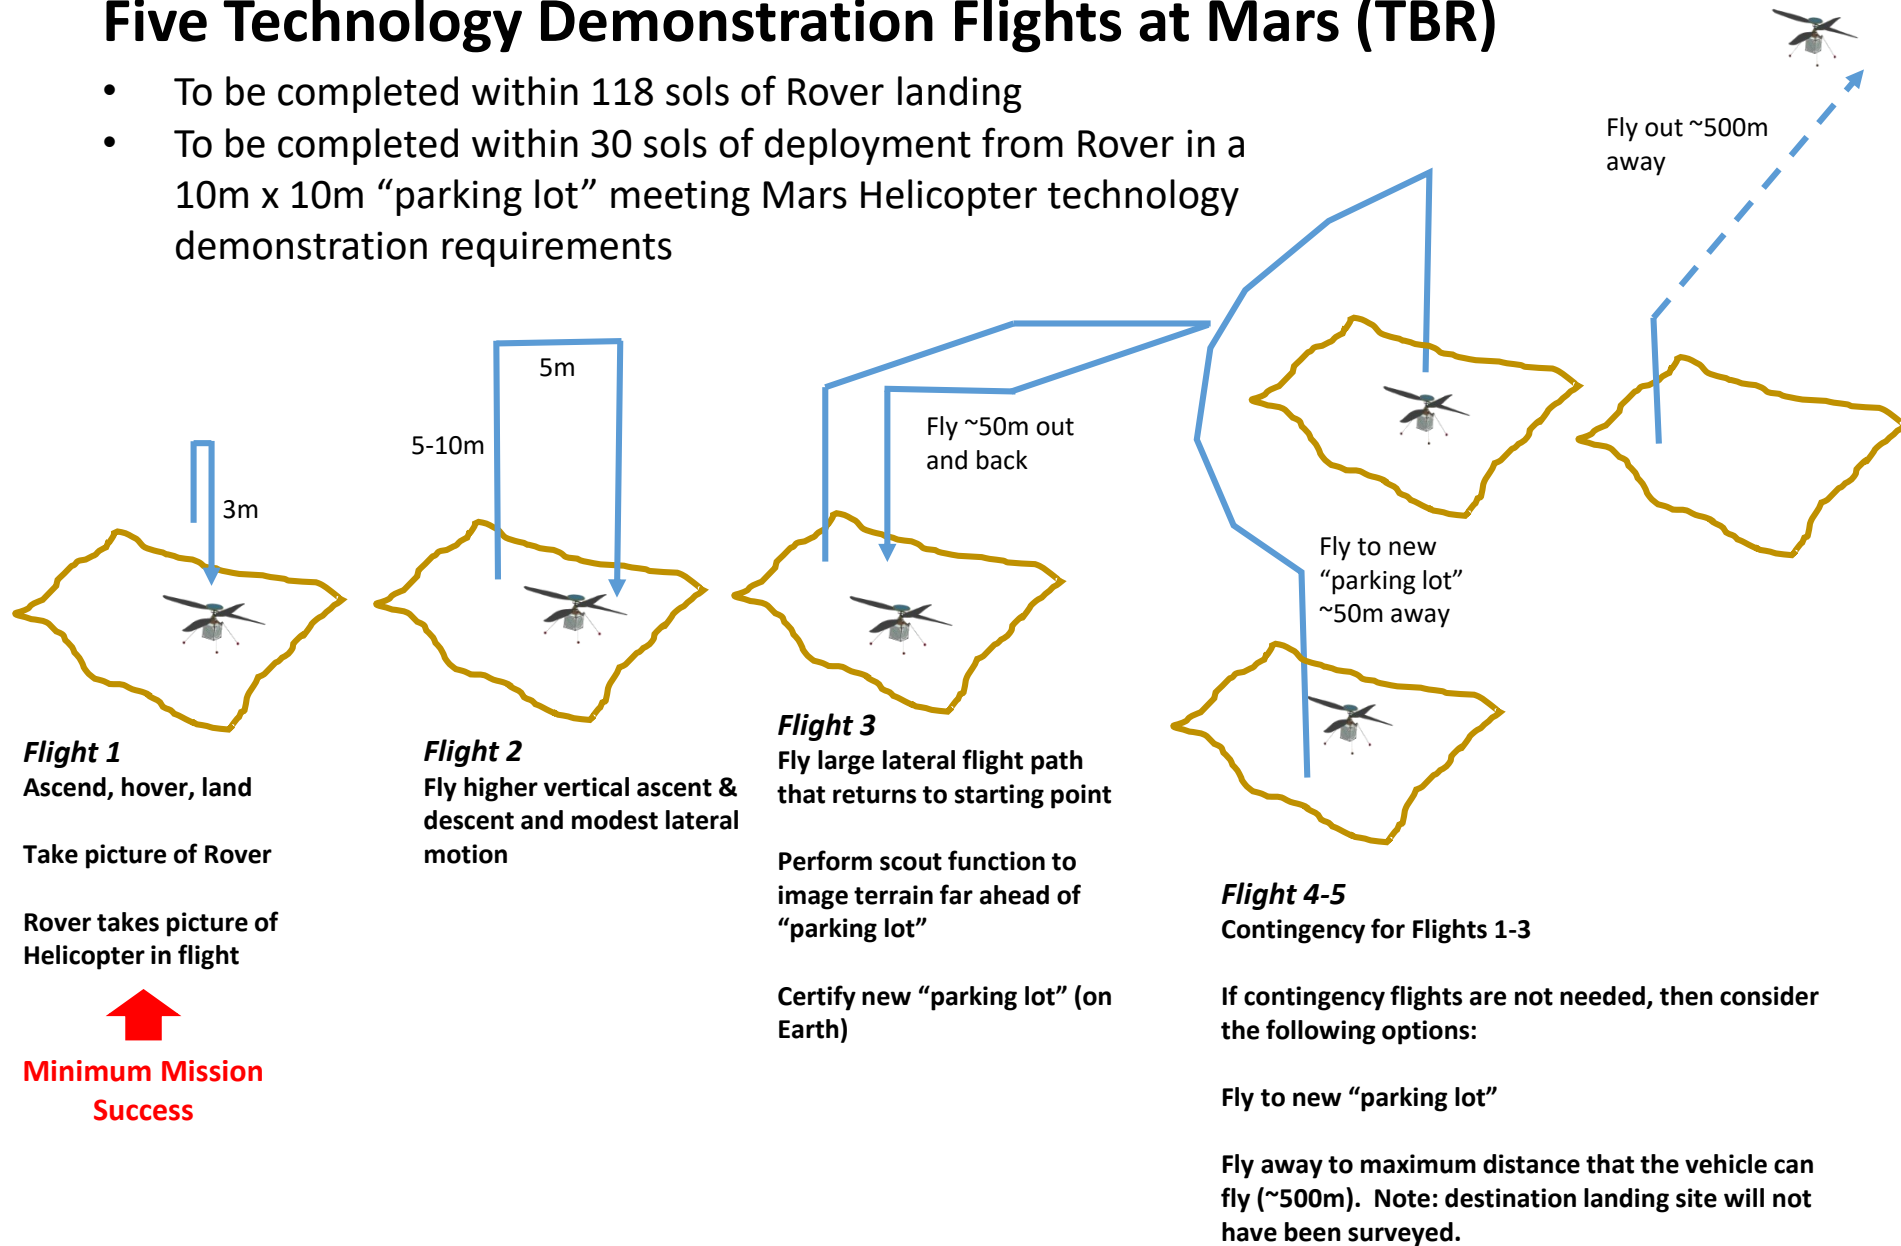 Five Technology Demonstration Flights at Mars (TBR)
• To be completed within 118 sols of Rover landing
• To be completed within 30 sols of deployment from Rover in a
10m x 10m “parking lot” meeting Mars Helicopter technology
demonstration requirements
Fly out ~500m
away
3m
5-10m
5m
Fly ~50m out
and back
Fly to new
“parking lot”
~50m away
Flight 1
Ascend, hover, land
Take picture of Rover
Rover takes picture of
Helicopter in flight
Minimum Mission
Success
Flight 2
Fly higher vertical ascent &
descent and modest lateral
motion
Flight 3
Fly large lateral flight path
that returns to starting point
Perform scout function to
image terrain far ahead of
“parking lot”
Certify new “parking lot” (on
Earth)
Flight 4-5
Contingency for Flights 1-3
If contingency flights are not needed, then consider
the following options:
Fly to new “parking lot”
Fly away to maximum distance that the vehicle can
fly (~500m).  Note: destination landing site will not
have been surveyed.